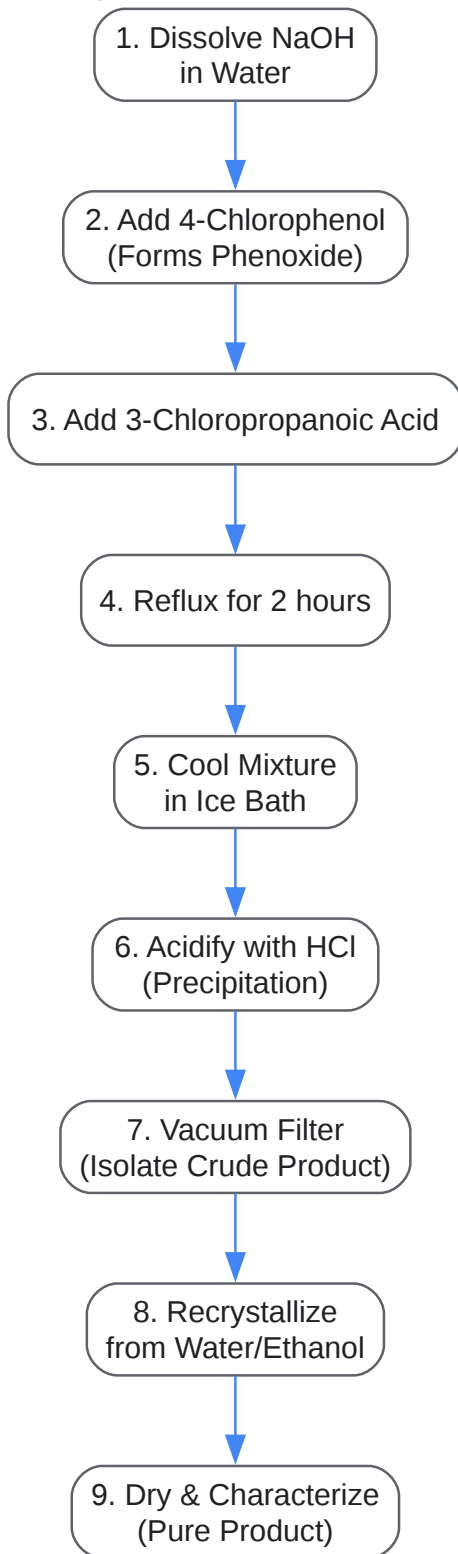 1. Dissolve NaOH
in Water
2. Add 4-Chlorophenol
(Forms Phenoxide)
3. Add 3-Chloropropanoic Acid
4. Reflux for 2 hours
5. Cool Mixture
in Ice Bath
6. Acidify with HCl
(Precipitation)
7. Vacuum Filter
(Isolate Crude Product)
8. Recrystallize
from Water/Ethanol
9. Dry & Characterize
(Pure Product)